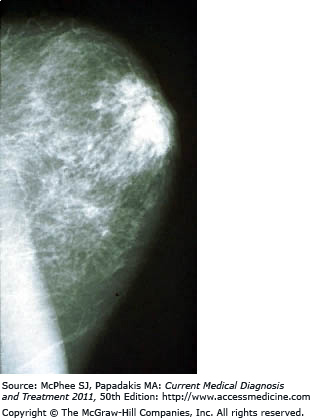 Source: McPhee SJ, Papadakis MA: Current Medical Diagnosis
and Treatment 2011, 50th Edition: http://www.accessmedicine.com
Copyright © The McGraw-Hill Companies, Inc. All rights reserved.